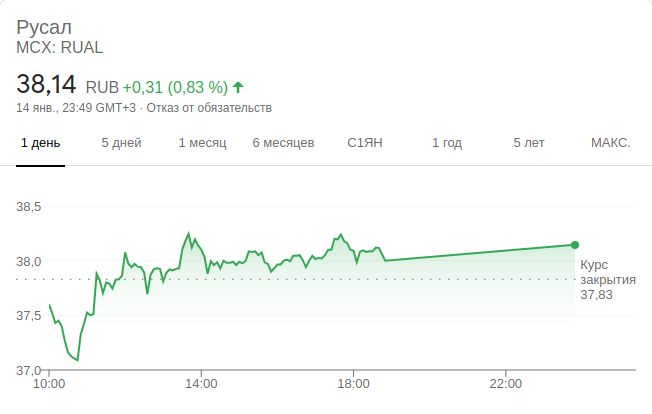 Русал
MCX: RUAL
38,14 RUB +0,31 (0,83 %)
14 янв., 23:49 GMT+3 · Отказ от обязательств
1 день 5 дней 1 месяц 6 месяцев С1ЯН 1 год 5 лет МАКС.
38,5
38,0
Курс
закрытия
37,83
37,5
37,0
10:00 14:00 18:00 22:00